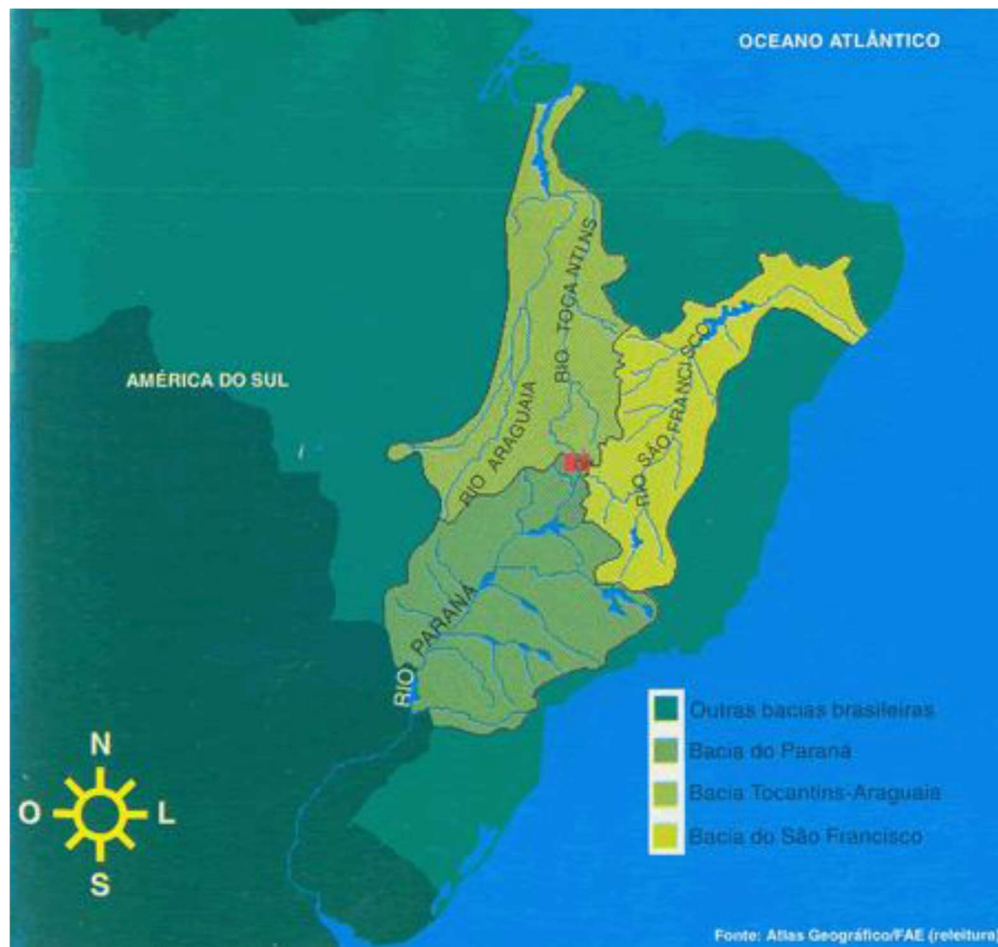 OCEANO ATLÂNTICO
RIO TOCANTINS
RIO SÃO FRANCISCO
AMÉRICA DO SUL
RIO ARAGUAIA
RIO PARANÁ
Outras bacias brasileiras
Bacia do Paraná
Bacia Tocantins-Araguaia
Bacia do São Francisco
N
O L
S
Fonte: Atlas Geográfico/FAE (releitura)